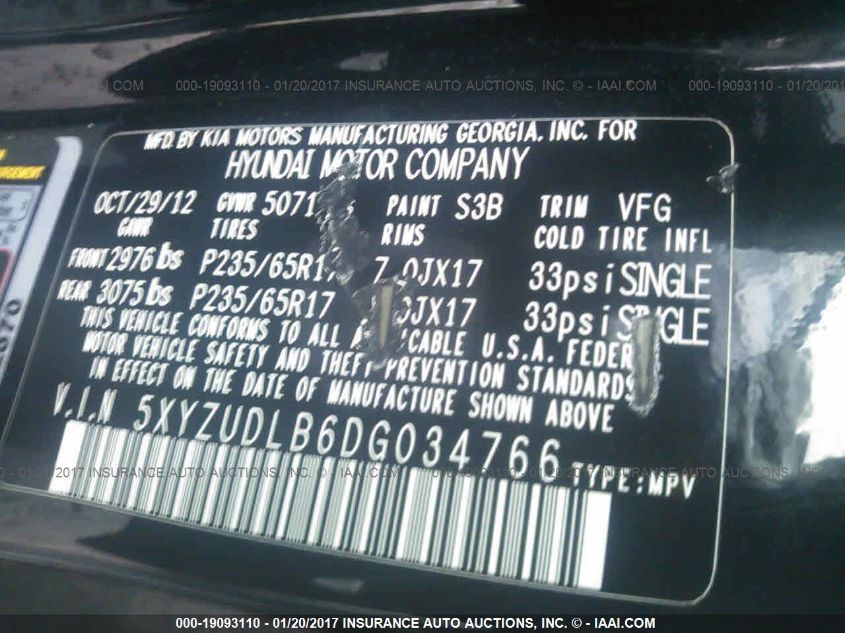 000-19093110 - 01/20/2017 INSURANCE AUTO AUCTIONS, INC. © - IAAI.COM
MFD. BY KIA MOTORS MANUFACTURING GEORGIA, INC. FOR
HYUNDAI MOTOR COMPANY
OCT/29/12 GVWR 5071 PAINT S3B TRIM VFG
GAWR TIRES RIMS COLD TIRE INFL
FRONT 2976 lbs P235/65R17 7.0JX17 33psi SINGLE
REAR 3075 lbs P235/65R17 0JX17 33psi SINGLE
THIS VEHICLE CONFORMS TO ALL APPLICABLE U.S.A. FEDERAL
MOTOR VEHICLE SAFETY AND THEFT PREVENTION STANDARDS
IN EFFECT ON THE DATE OF MANUFACTURE SHOWN ABOVE
V.I.N 5XYZUDLB6DG034766 TYPE:MPV
000-19093110 - 01/20/2017 INSURANCE AUTO AUCTIONS, INC. © - IAAI.COM